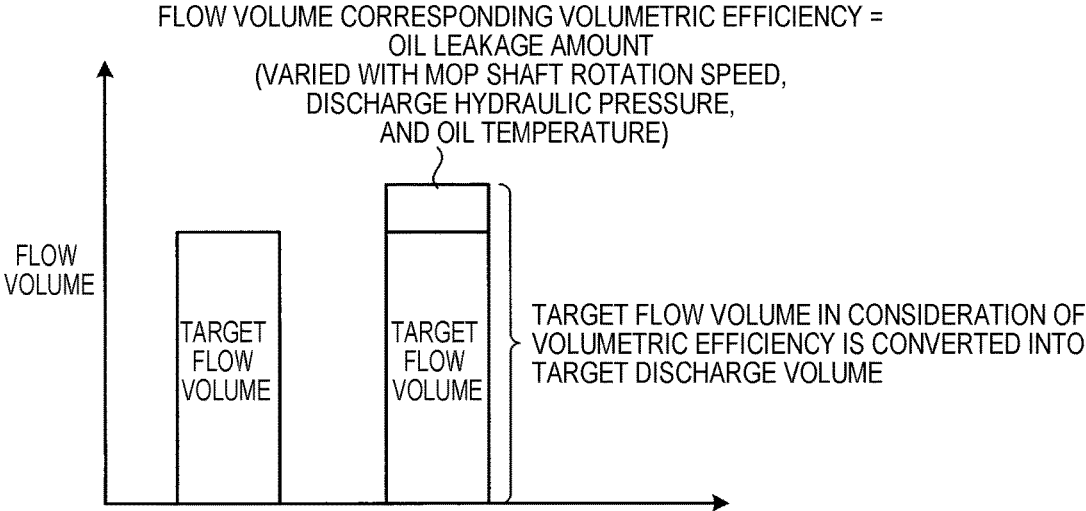 FLOW VOLUME CORRESPONDING VOLUMETRIC EFFICIENCY =
OIL LEAKAGE AMOUNT
(VARIED WITH MOP SHAFT ROTATION SPEED,
DISCHARGE HYDRAULIC PRESSURE,
AND OIL TEMPERATURE)
FLOW
VOLUME
TARGET
FLOW
VOLUME
TARGET
FLOW
VOLUME
TARGET FLOW VOLUME IN CONSIDERATION OF
VOLUMETRIC EFFICIENCY IS CONVERTED INTO
TARGET DISCHARGE VOLUME